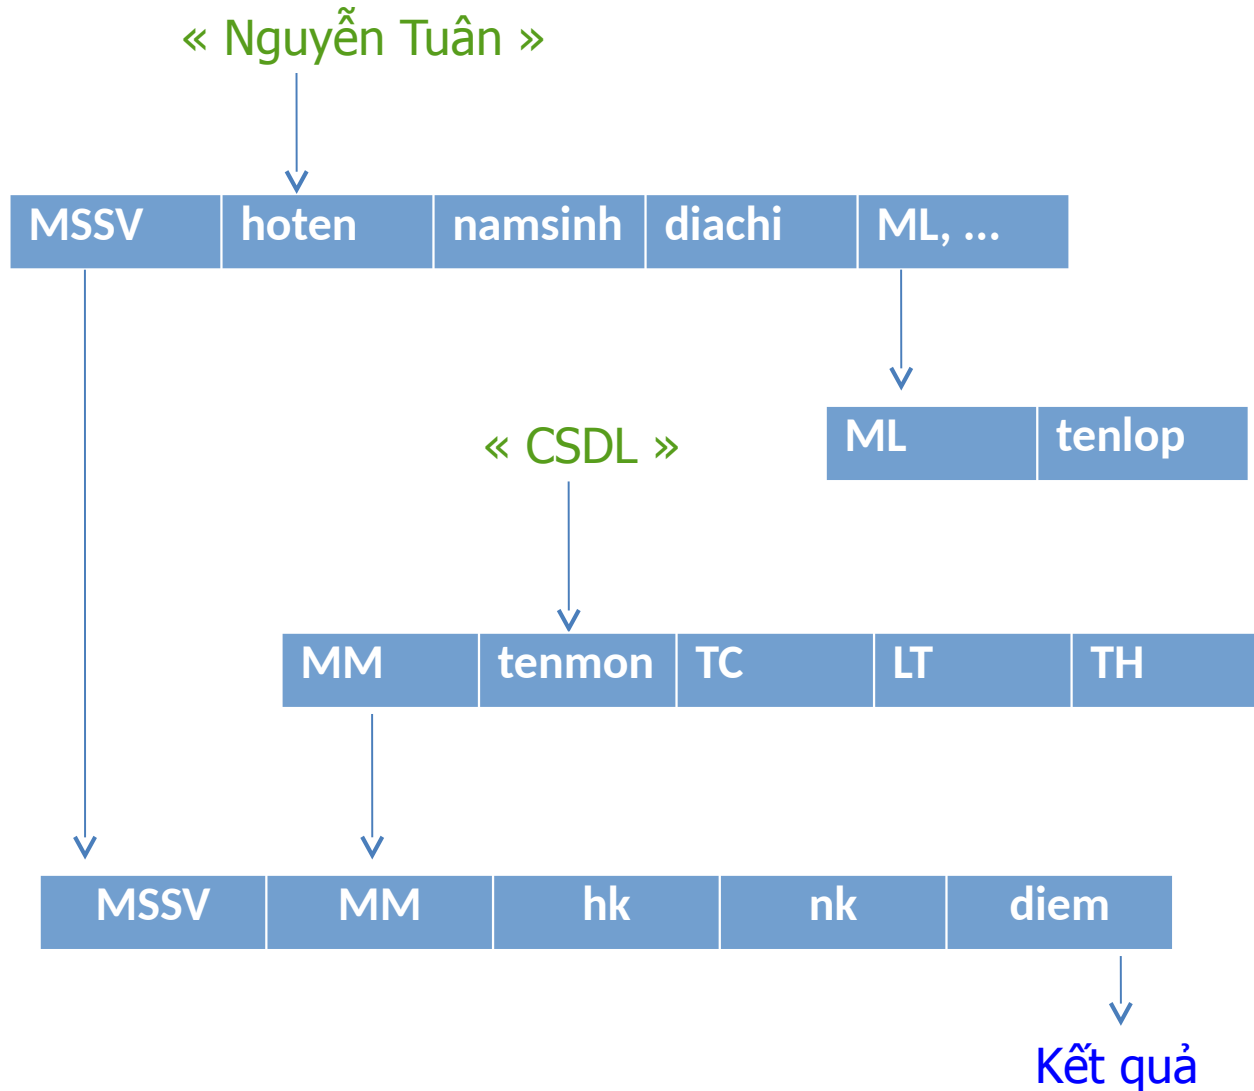 « Nguyễn Tuân »
MSSV hoten namsinh diachi ML, ...
ML tenlop
« CSDL »
MM tenmon TC LT TH
MSSV MM hk nk diem
Kết quả